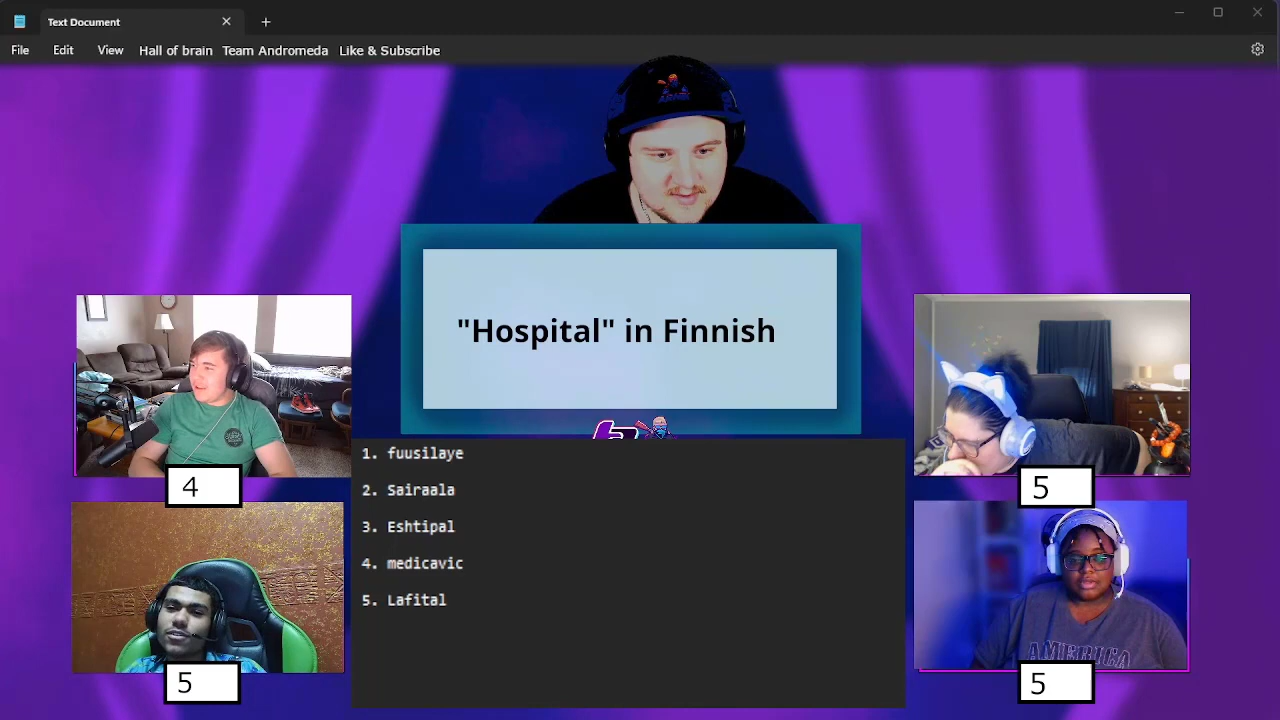 Text Document
File Edit View Hall of brain Team Andromeda Like & Subscribe
"Hospital" in Finnish
1. fuusilaye
2. Sairaala
3. Eshtipal
4. medicavic
5. Lafital
4
5
5
5
AMERICA